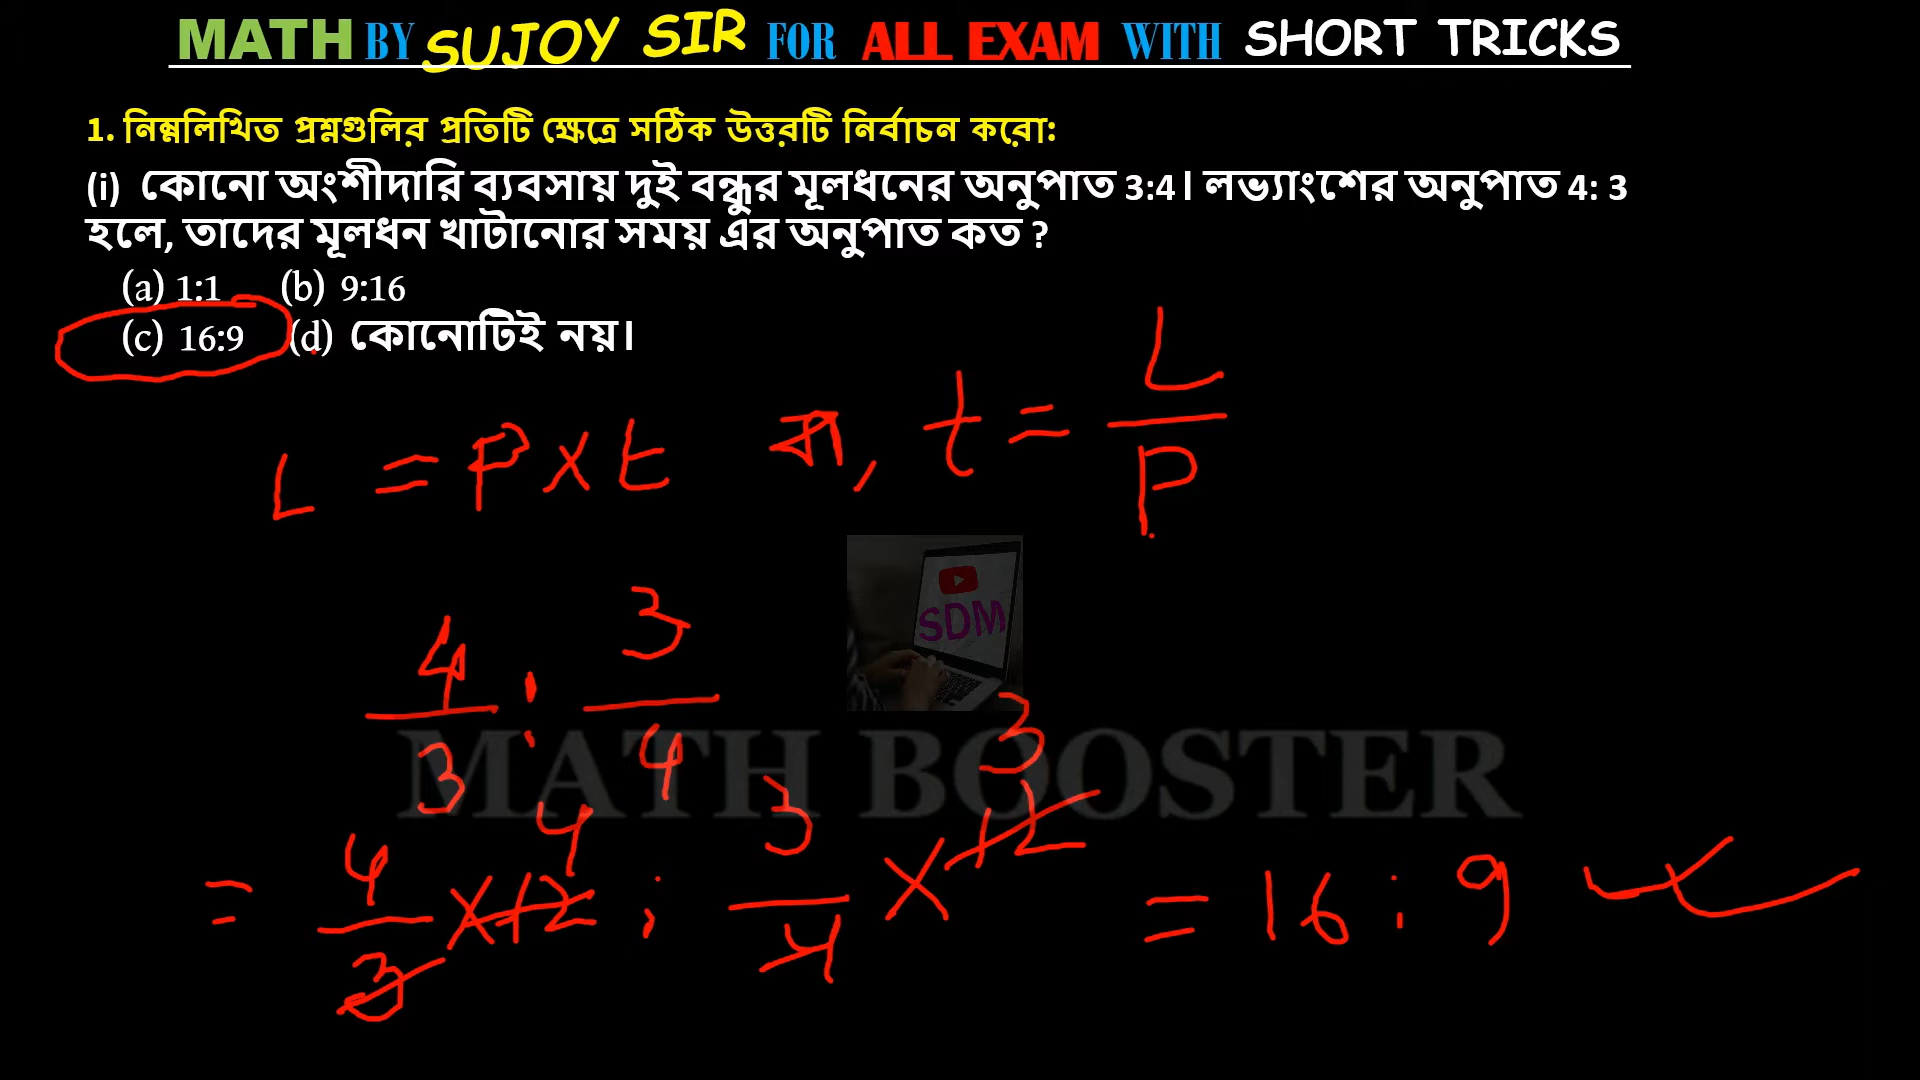 MATH BY SUJOY SIR FOR ALL EXAM WITH SHORT TRICKS
1. নিম্নলিখিত প্রশ্নগুলির প্রতিটি ক্ষেত্রে সঠিক উত্তরটি নির্বাচন করো:
(i) কোনো অংশীদারি ব্যবসায় দুই বন্ধুর মূলধনের অনুপাত 3:4। লভ্যাংশের অনুপাত 4: 3
হলে, তাদের মূলধন খাটানোর সময় এর অনুপাত কত ?
(a) 1:1 (b) 9:16
(c) 16:9 (d) কোনোটিই নয়।
L = P × t বা, t = L/P
4/3 : 3/4
SDM
MATH BOOSTER
4 3
= 4/3 × 12 : 3/4 × 12 = 16 : 9